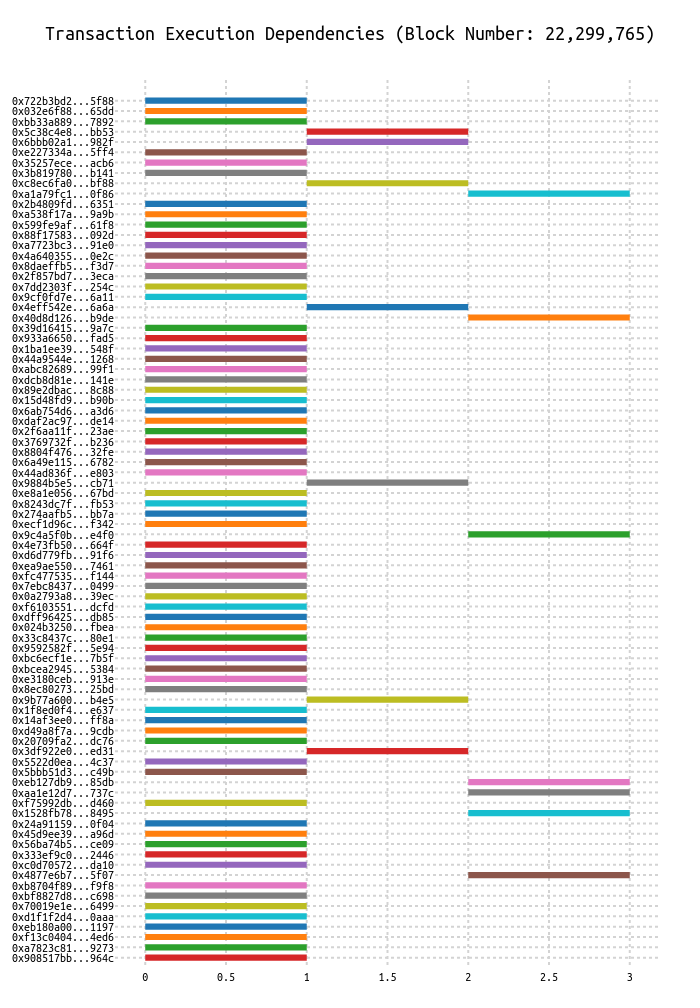 Transaction Execution Dependencies (Block Number: 22,299,765)
0x722b3bd2...5f88
0x032e6f88...65dd
0xbb33a889...7892
0x5c38c4e8...bb53
0x6bbb02a1...982f
0xe227334a...5ff4
0x35257ece...acb6
0x3b819780...b141
0xc8ec6fa0...bf88
0xa1a79fc1...0f86
0x2b4809fd...6351
0xa538f17a...9a9b
0x599fe9af...61f8
0x88f17583...092d
0xa7723bc3...91e0
0x4a640355...0e2c
0x8daeffb5...f3d7
0x2f857bd7...3eca
0x7dd2303f...254c
0x9cf0fd7e...6a11
0x4eff542e...6a6a
0x40d8d126...b9de
0x39d16415...9a7c
0x933a6650...fad5
0x1ba1ee39...548f
0x44a9544e...1268
0xabc82689...99f1
0xdcb8d81e...141e
0x89e2dbac...8c88
0x15d48fd9...b90b
0x6ab754d6...a3d6
0xdaf2ac97...de14
0x2f6aa11f...23ae
0x3769732f...b236
0x8804f476...32fe
0x6a49e115...6782
0x44ad836f...e803
0x9884b5e5...cb71
0xe8a1e056...67bd
0x8243dc7f...fb53
0x274aafb5...bb7a
0xecf1d96c...f342
0x9c4a5f0b...e4f0
0x4e73fb50...664f
0xd6d779fb...91f6
0xea9ae550...7461
0xfc477535...f144
0x7ebc8437...0499
0x0a2793a8...39ec
0xf6103551...dcfd
0xdff96425...db85
0x024b3250...fbea
0x33c8437c...80e1
0x9592582f...5e94
0xbc6ecf1e...7b5f
0xbcea2945...5384
0xe3180ceb...913e
0x8ec80273...25bd
0x9b77a600...b4e5
0x1f8ed0f4...e637
0x14af3ee0...ff8a
0xd49a8f7a...9cdb
0x20709fa2...dc76
0x3df922e0...ed31
0x5522d0ea...4c37
0x5bbb51d3...c49b
0xeb127db9...85db
0xaa1e12d7...737c
0xf75992db...d460
0x1528fb78...8495
0x24a91159...0f04
0x45d9ee39...a96d
0x56ba74b5...ce09
0x333ef9c0...2446
0xc0d70572...da10
0x4877e6b7...5f07
0xb8704f89...f9f8
0xbf8827d8...c698
0x70019e1e...6499
0xd1f1f2d4...0aaa
0xeb180a00...1197
0xf13c0404...4ed6
0xa7823c81...9273
0x908517bb...964c
0 0.5 1 1.5 2 2.5 3